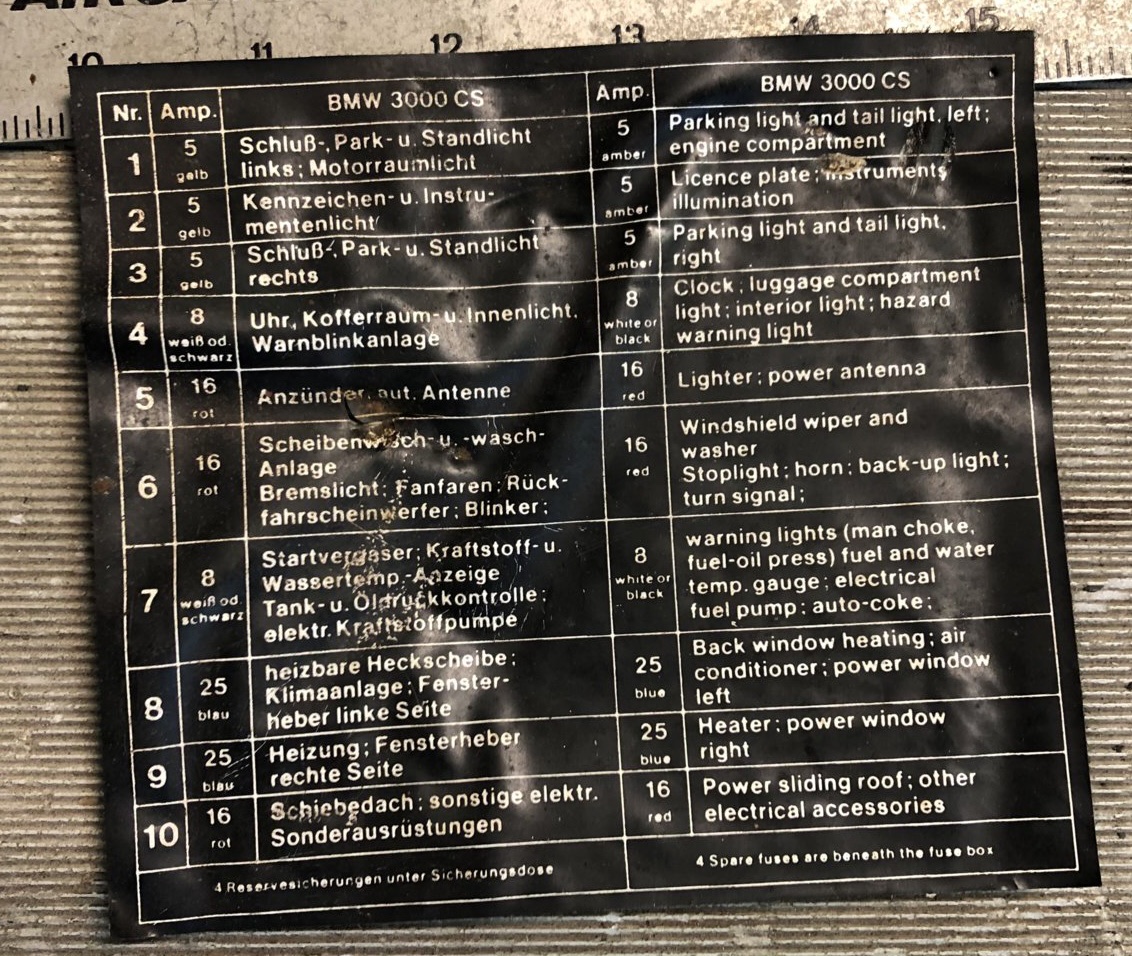 10 11 12 13 14 15
Nr. Amp. BMW 3000 CS Amp. BMW 3000 CS
1
5
gelb
Schluß-, Park- u. Standlicht
links; Motorraumlicht
5
amber
Parking light and tail light, left;
engine compartment
2
5
gelb
Kennzeichen- u. Instru-
mentenlicht
5
amber
Licence plate; instruments
illumination
3
5
gelb
Schluß-, Park- u. Standlicht
rechts
5
amber
Parking light and tail light,
right
4
8
weiß od.
schwarz
Uhr, Kofferraum- u. Innenlicht,
Warnblinkanlage
8
white or
black
Clock; luggage compartment
light; interior light; hazard
warning light
5
16
rot
Anzünder, aut. Antenne
16
red
Lighter; power antenna
6
16
rot
Scheibenwisch- u. -wasch-
Anlage
Bremslicht; Fanfaren; Rück-
fahrscheinwerfer; Blinker;
16
red
Windshield wiper and
washer
Stoplight; horn; back-up light;
turn signal;
7
8
weiß od.
schwarz
Startvergaser; Kraftstoff- u.
Wassertemp.-Anzeige
Tank- u. Öldruckkontrolle;
elektr. Kraftstoffpumpe
8
white or
black
warning lights (man choke,
fuel-oil press) fuel and water
temp. gauge; electrical
fuel pump; auto-coke;
8
25
blau
heizbare Heckscheibe;
Klimaanlage; Fenster-
heber linke Seite
25
blue
Back window heating; air
conditioner; power window
left
9
25
blau
Heizung; Fensterheber
rechte Seite
25
blue
Heater; power window
right
10
16
rot
Schiebedach; sonstige elektr.
Sonderausrüstungen
16
red
Power sliding roof; other
electrical accessories
4 Reservesicherungen unter Sicherungsdose
4 Spare fuses are beneath the fuse box